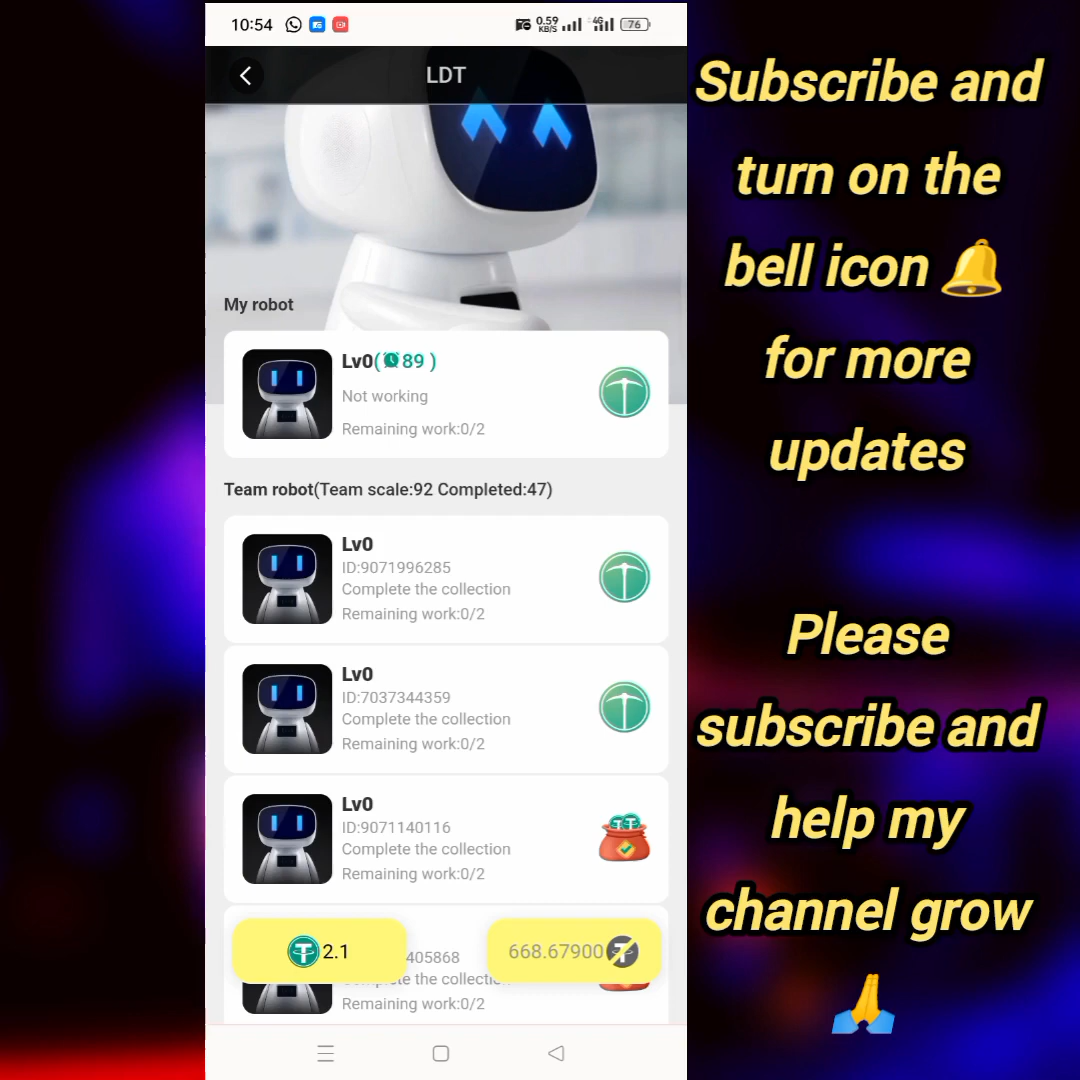 10:54
0.59
KB/S
4G
76
LDT
My robot
Lv0(89 )
Not working
Remaining work:0/2
Team robot(Team scale:92 Completed:47)
Lv0
ID:9071996285
Complete the collection
Remaining work:0/2
Lv0
ID:7037344359
Complete the collection
Remaining work:0/2
Lv0
ID:9071140116
Complete the collection
Remaining work:0/2
2.1
405868
668.67900
the collection
Remaining work:0/2
Subscribe and
turn on the
bell icon 🔔
for more
updates
Please
subscribe and
help my
channel grow
🙏